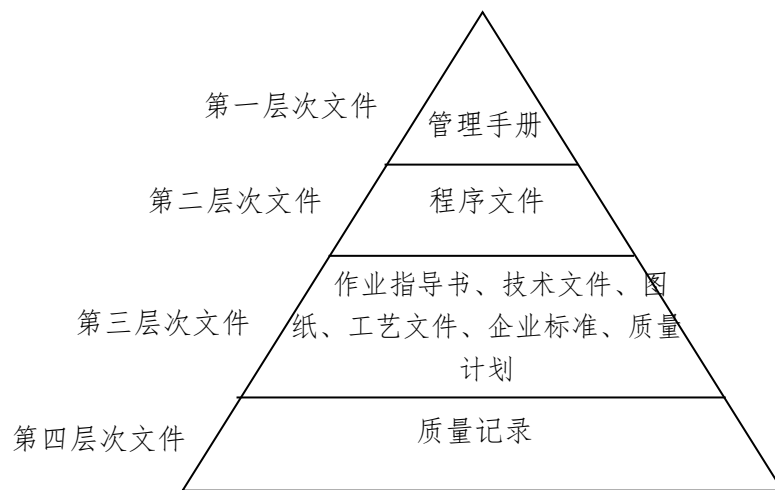 第一层次文件
管理手册
第二层次文件
程序文件
第三层次文件
作业指导书、技术文件、图
纸、工艺文件、企业标准、质量
计划
第四层次文件
质量记录